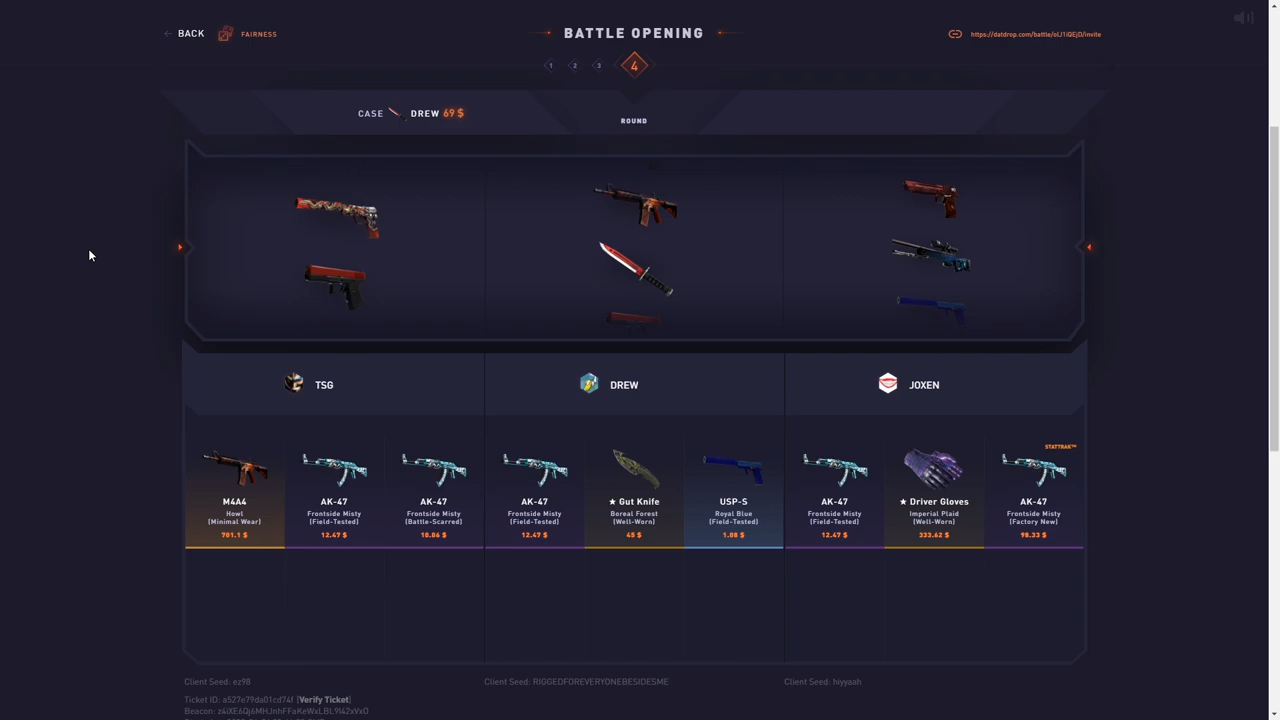 BACK
FAIRNESS
BATTLE OPENING
https://datdrop.com/battle/oLJ1iQEjD/invite
1 2 3 4
CASE DREW 69 $
ROUND
TSG
DREW
JOXEN
M4A4
Howl
(Minimal Wear)
701.1 $
AK-47
Frontside Misty
(Field-Tested)
12.47 $
AK-47
Frontside Misty
(Battle-Scarred)
10.06 $
AK-47
Frontside Misty
(Field-Tested)
12.47 $
★ Gut Knife
Boreal Forest
(Well-Worn)
45 $
USP-S
Royal Blue
(Field-Tested)
1.08 $
AK-47
Frontside Misty
(Field-Tested)
12.47 $
★ Driver Gloves
Imperial Plaid
(Well-Worn)
333.62 $
STATTRAK™
AK-47
Frontside Misty
(Factory New)
98.33 $
Client Seed: ez98
Client Seed: RIGGEDFOREVERYONEBESIDESME
Client Seed: hiyyaah
Ticket ID: a527e79da01cd74f [Verify Ticket]
Beacon: z4iXE6Qj6MHJnhFFaKeWxLBL9142xVxO